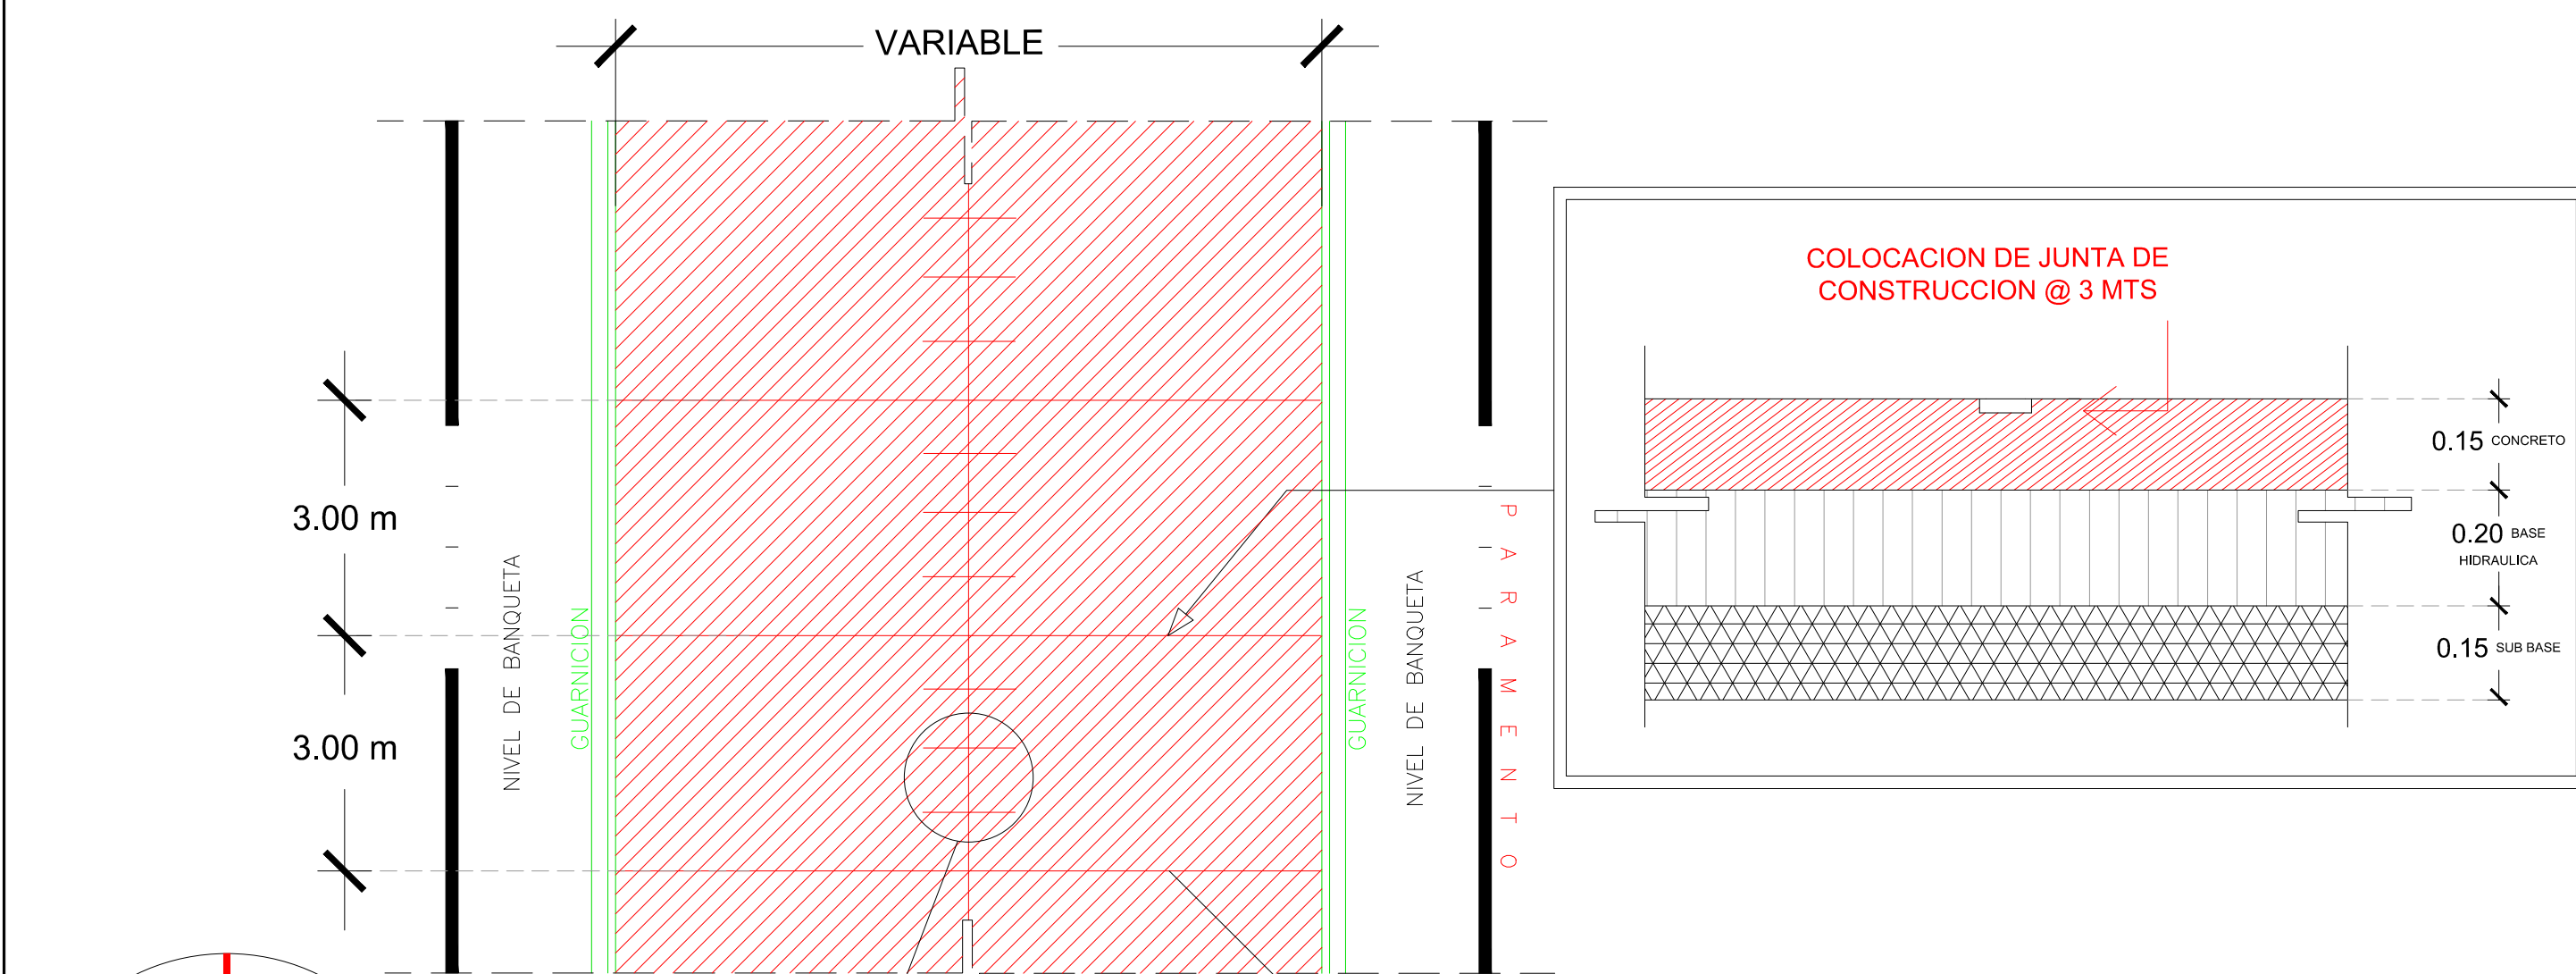 VARIABLE
COLOCACION DE JUNTA DE
CONSTRUCCION @ 3 MTS
0.15 CONCRETO
0.20 BASE
HIDRAULICA
0.15 SUB BASE
3.00 m
3.00 m
NIVEL DE BANQUETA
GUARNICION
GUARNICION
NIVEL DE BANQUETA
PARAMENTO